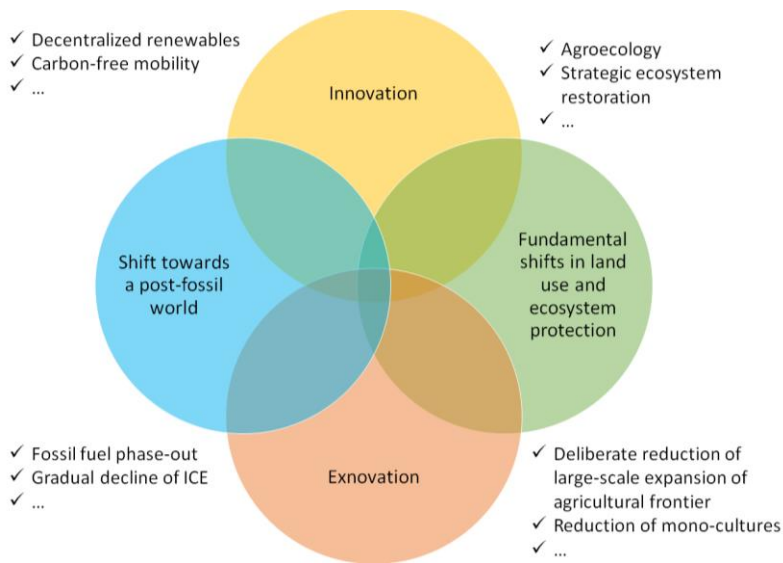 ✓ Decentralized renewables
✓ Carbon-free mobility
✓ ...
✓ Agroecology
✓ Strategic ecosystem
restoration
✓ ...
Innovation
Shift towards
a post-fossil
world
Fundamental
shifts in land
use and
ecosystem
protection
Exnovation
✓ Fossil fuel phase-out
✓ Gradual decline of ICE
✓ ...
✓ Deliberate reduction of
large-scale expansion of
agricultural frontier
✓ Reduction of mono-cultures
✓ ...